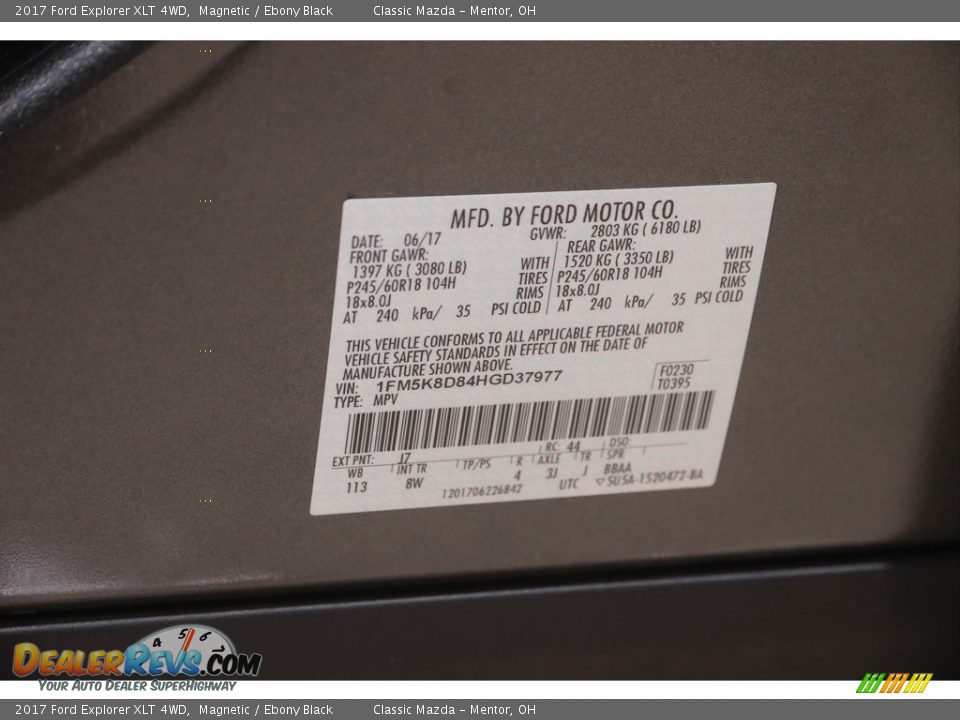 2017 Ford Explorer XLT 4WD, Magnetic / Ebony Black Classic Mazda - Mentor, OH
MFD. BY FORD MOTOR CO.
DATE: 06/17 GVWR: 2803 KG ( 6180 LB)
FRONT GAWR: REAR GAWR:
1397 KG ( 3080 LB) WITH 1520 KG ( 3350 LB) WITH
P245/60R18 104H TIRES P245/60R18 104H TIRES
18x8.0J RIMS 18x8.0J RIMS
AT 240 kPa/ 35 PSI COLD AT 240 kPa/ 35 PSI COLD
THIS VEHICLE CONFORMS TO ALL APPLICABLE FEDERAL MOTOR
VEHICLE SAFETY STANDARDS IN EFFECT ON THE DATE OF
MANUFACTURE SHOWN ABOVE.
VIN: 1FM5K8D84HGD37977 F0230
TYPE: MPV T0395
EXT PNT: J7 RC: 44 DSO:
WB INT TR TP/PS R AXLE TR SPR
113 8W 4 3J J BBAA
1201706226842 UTC 5U5A-1520472-BA
4 5 6
DEALERREVS.COM
YOUR AUTO DEALER SUPERHIGHWAY
2017 Ford Explorer XLT 4WD, Magnetic / Ebony Black Classic Mazda - Mentor, OH